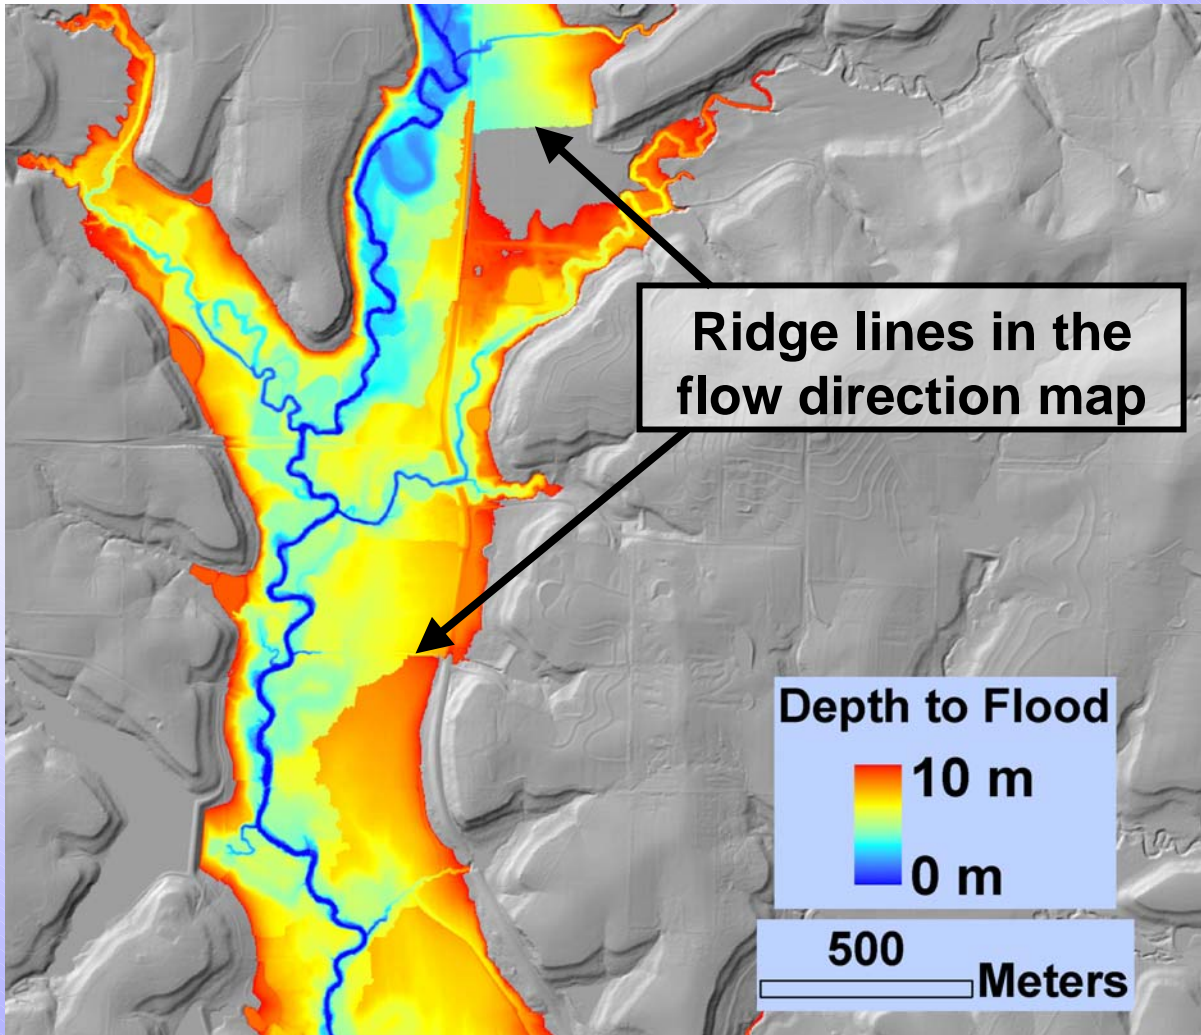 Ridge lines in the
flow direction map
Depth to Flood
10 m
0 m
500
Meters